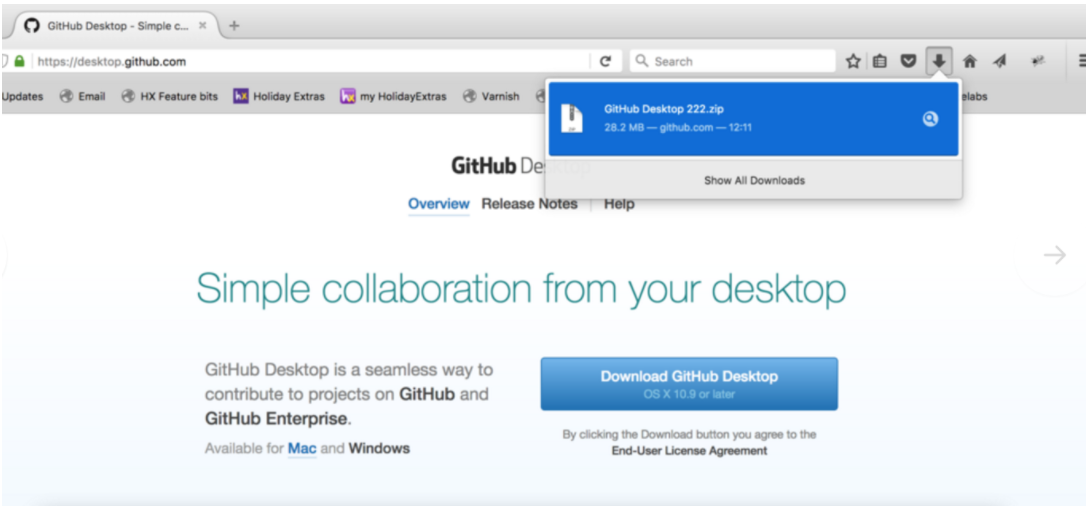 GitHub Desktop - Simple c...
https://desktop.github.com
Search
Updates Email HX Feature bits Holiday Extras my HolidayExtras Varnish elabs
GitHub Desktop 222.zip
28.2 MB — github.com — 12:11
Show All Downloads
GitHub De
Overview Release Notes Help
Simple collaboration from your desktop
GitHub Desktop is a seamless way to
contribute to projects on GitHub and
GitHub Enterprise.
Available for Mac and Windows
Download GitHub Desktop
OS X 10.9 or later
By clicking the Download button you agree to the
End-User License Agreement